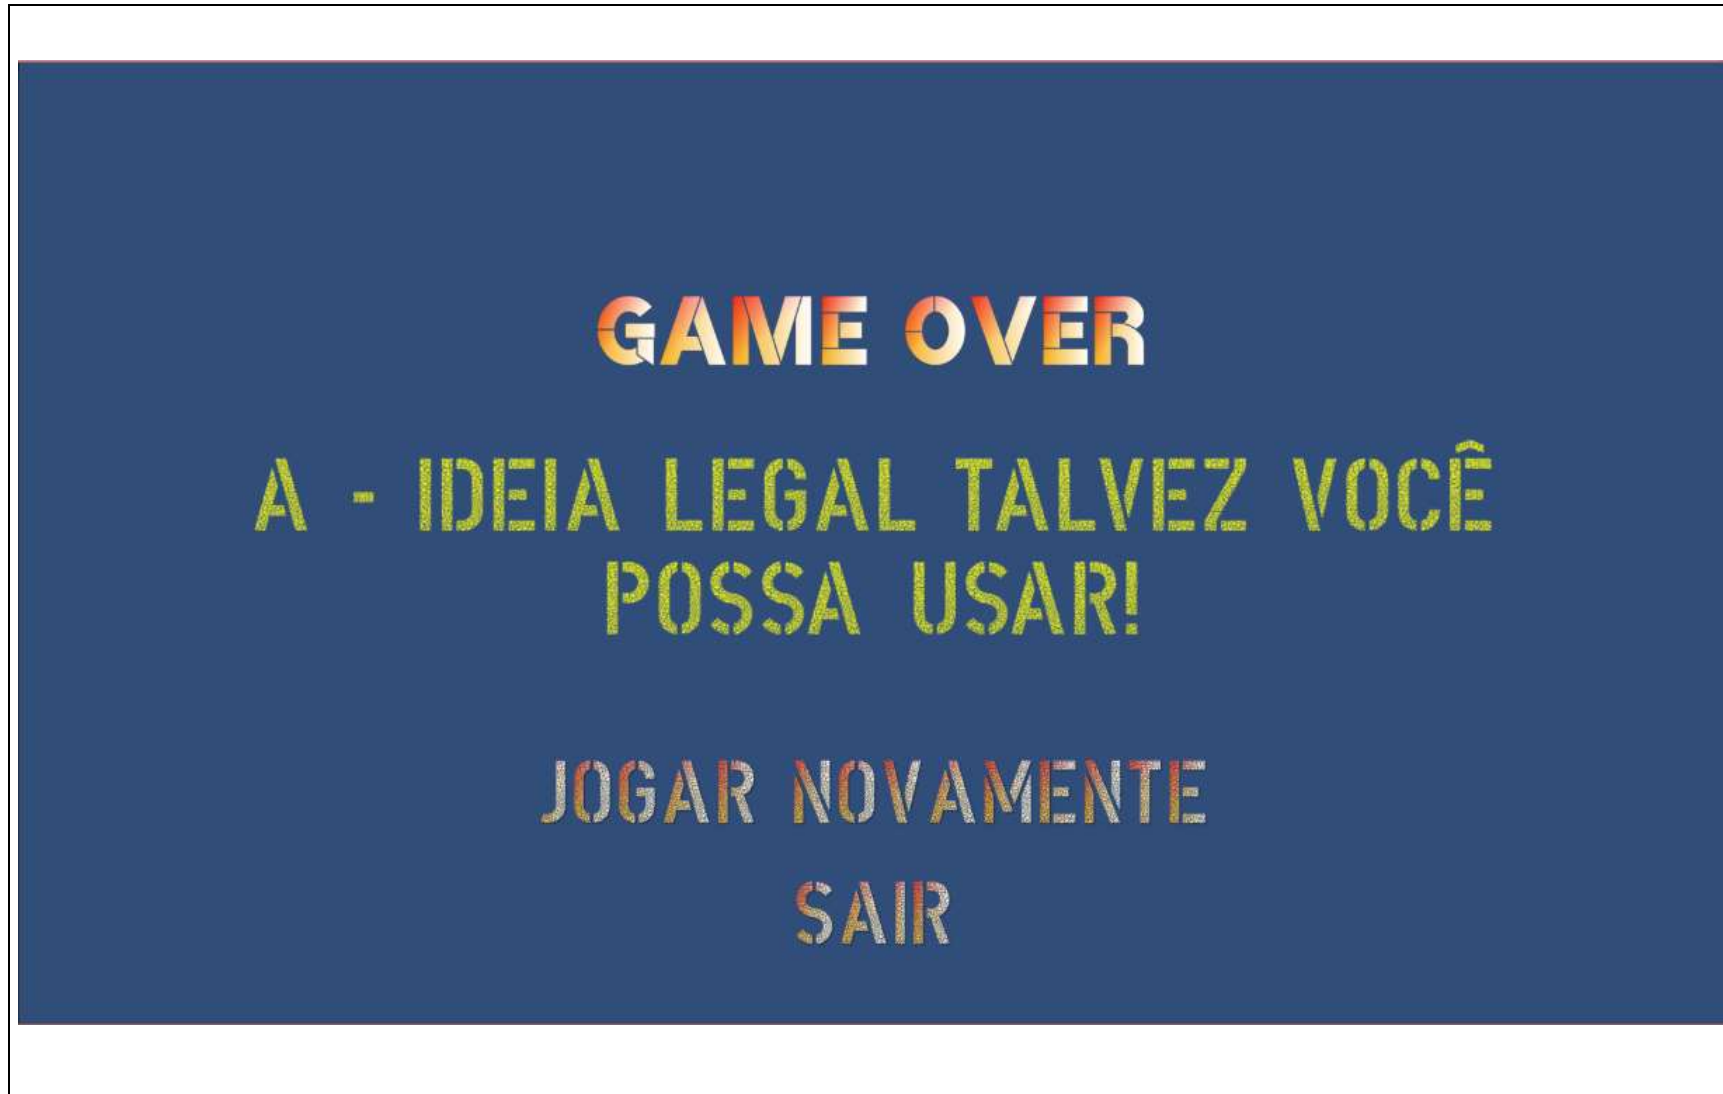 GAME OVER
A - IDEIA LEGAL TALVEZ VOCÊ
POSSA USAR!
JOGAR NOVAMENTE
SAIR